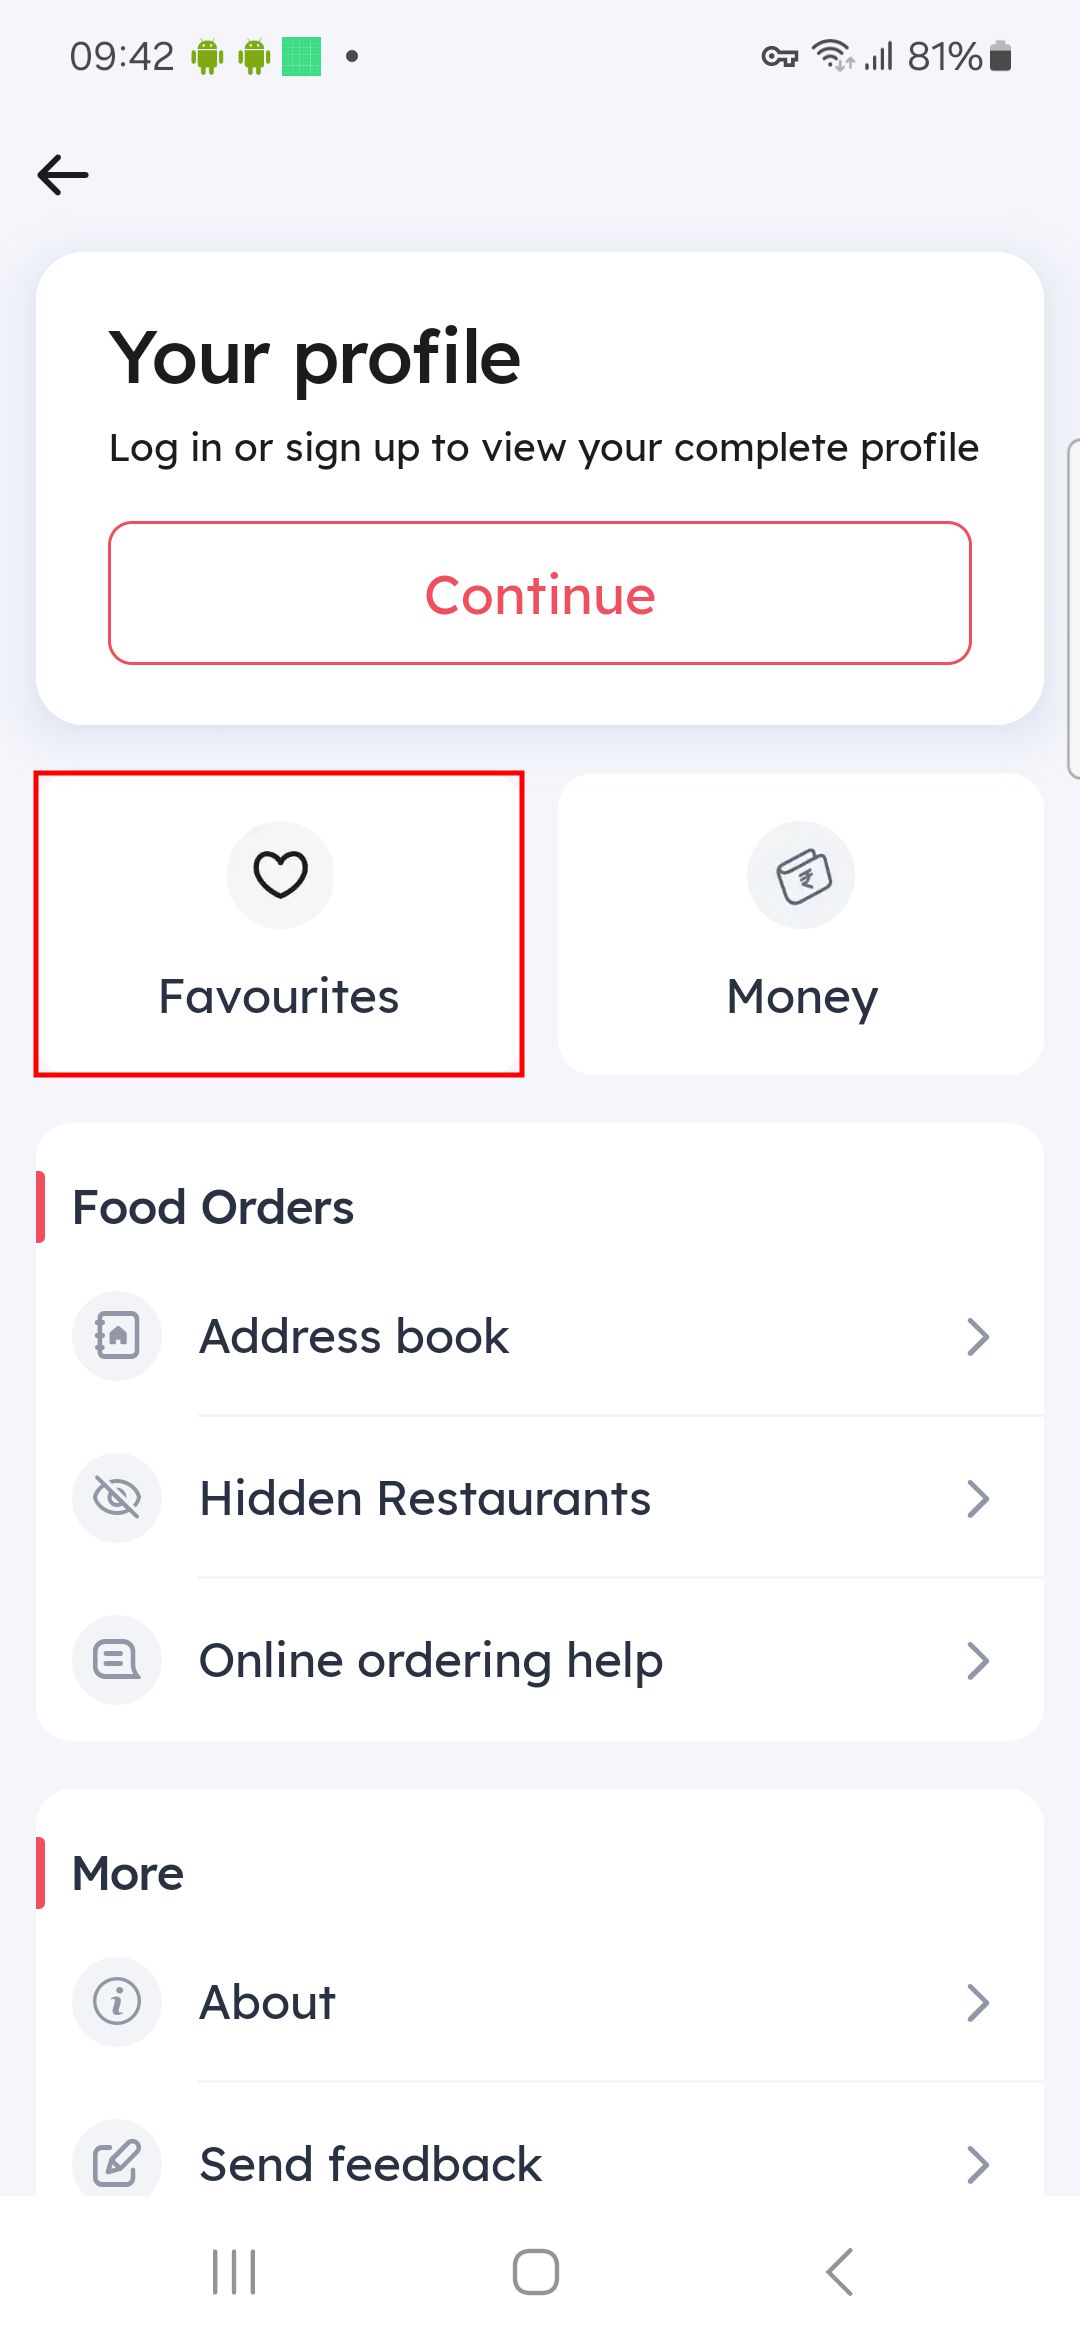 09:42
81%
Your profile
Log in or sign up to view your complete profile
Continue
Favourites
Money
Food Orders
Address book
Hidden Restaurants
Online ordering help
More
About
Send feedback